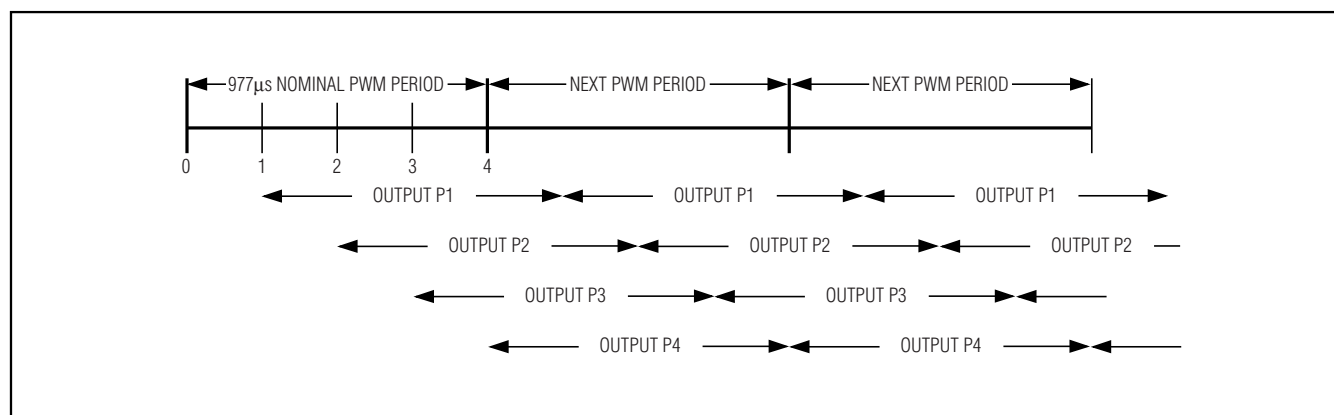 977μs NOMINAL PWM PERIOD NEXT PWM PERIOD NEXT PWM PERIOD
0 1 2 3 4
OUTPUT P1 OUTPUT P1 OUTPUT P1
OUTPUT P2 OUTPUT P2 OUTPUT P2
OUTPUT P3 OUTPUT P3
OUTPUT P4 OUTPUT P4